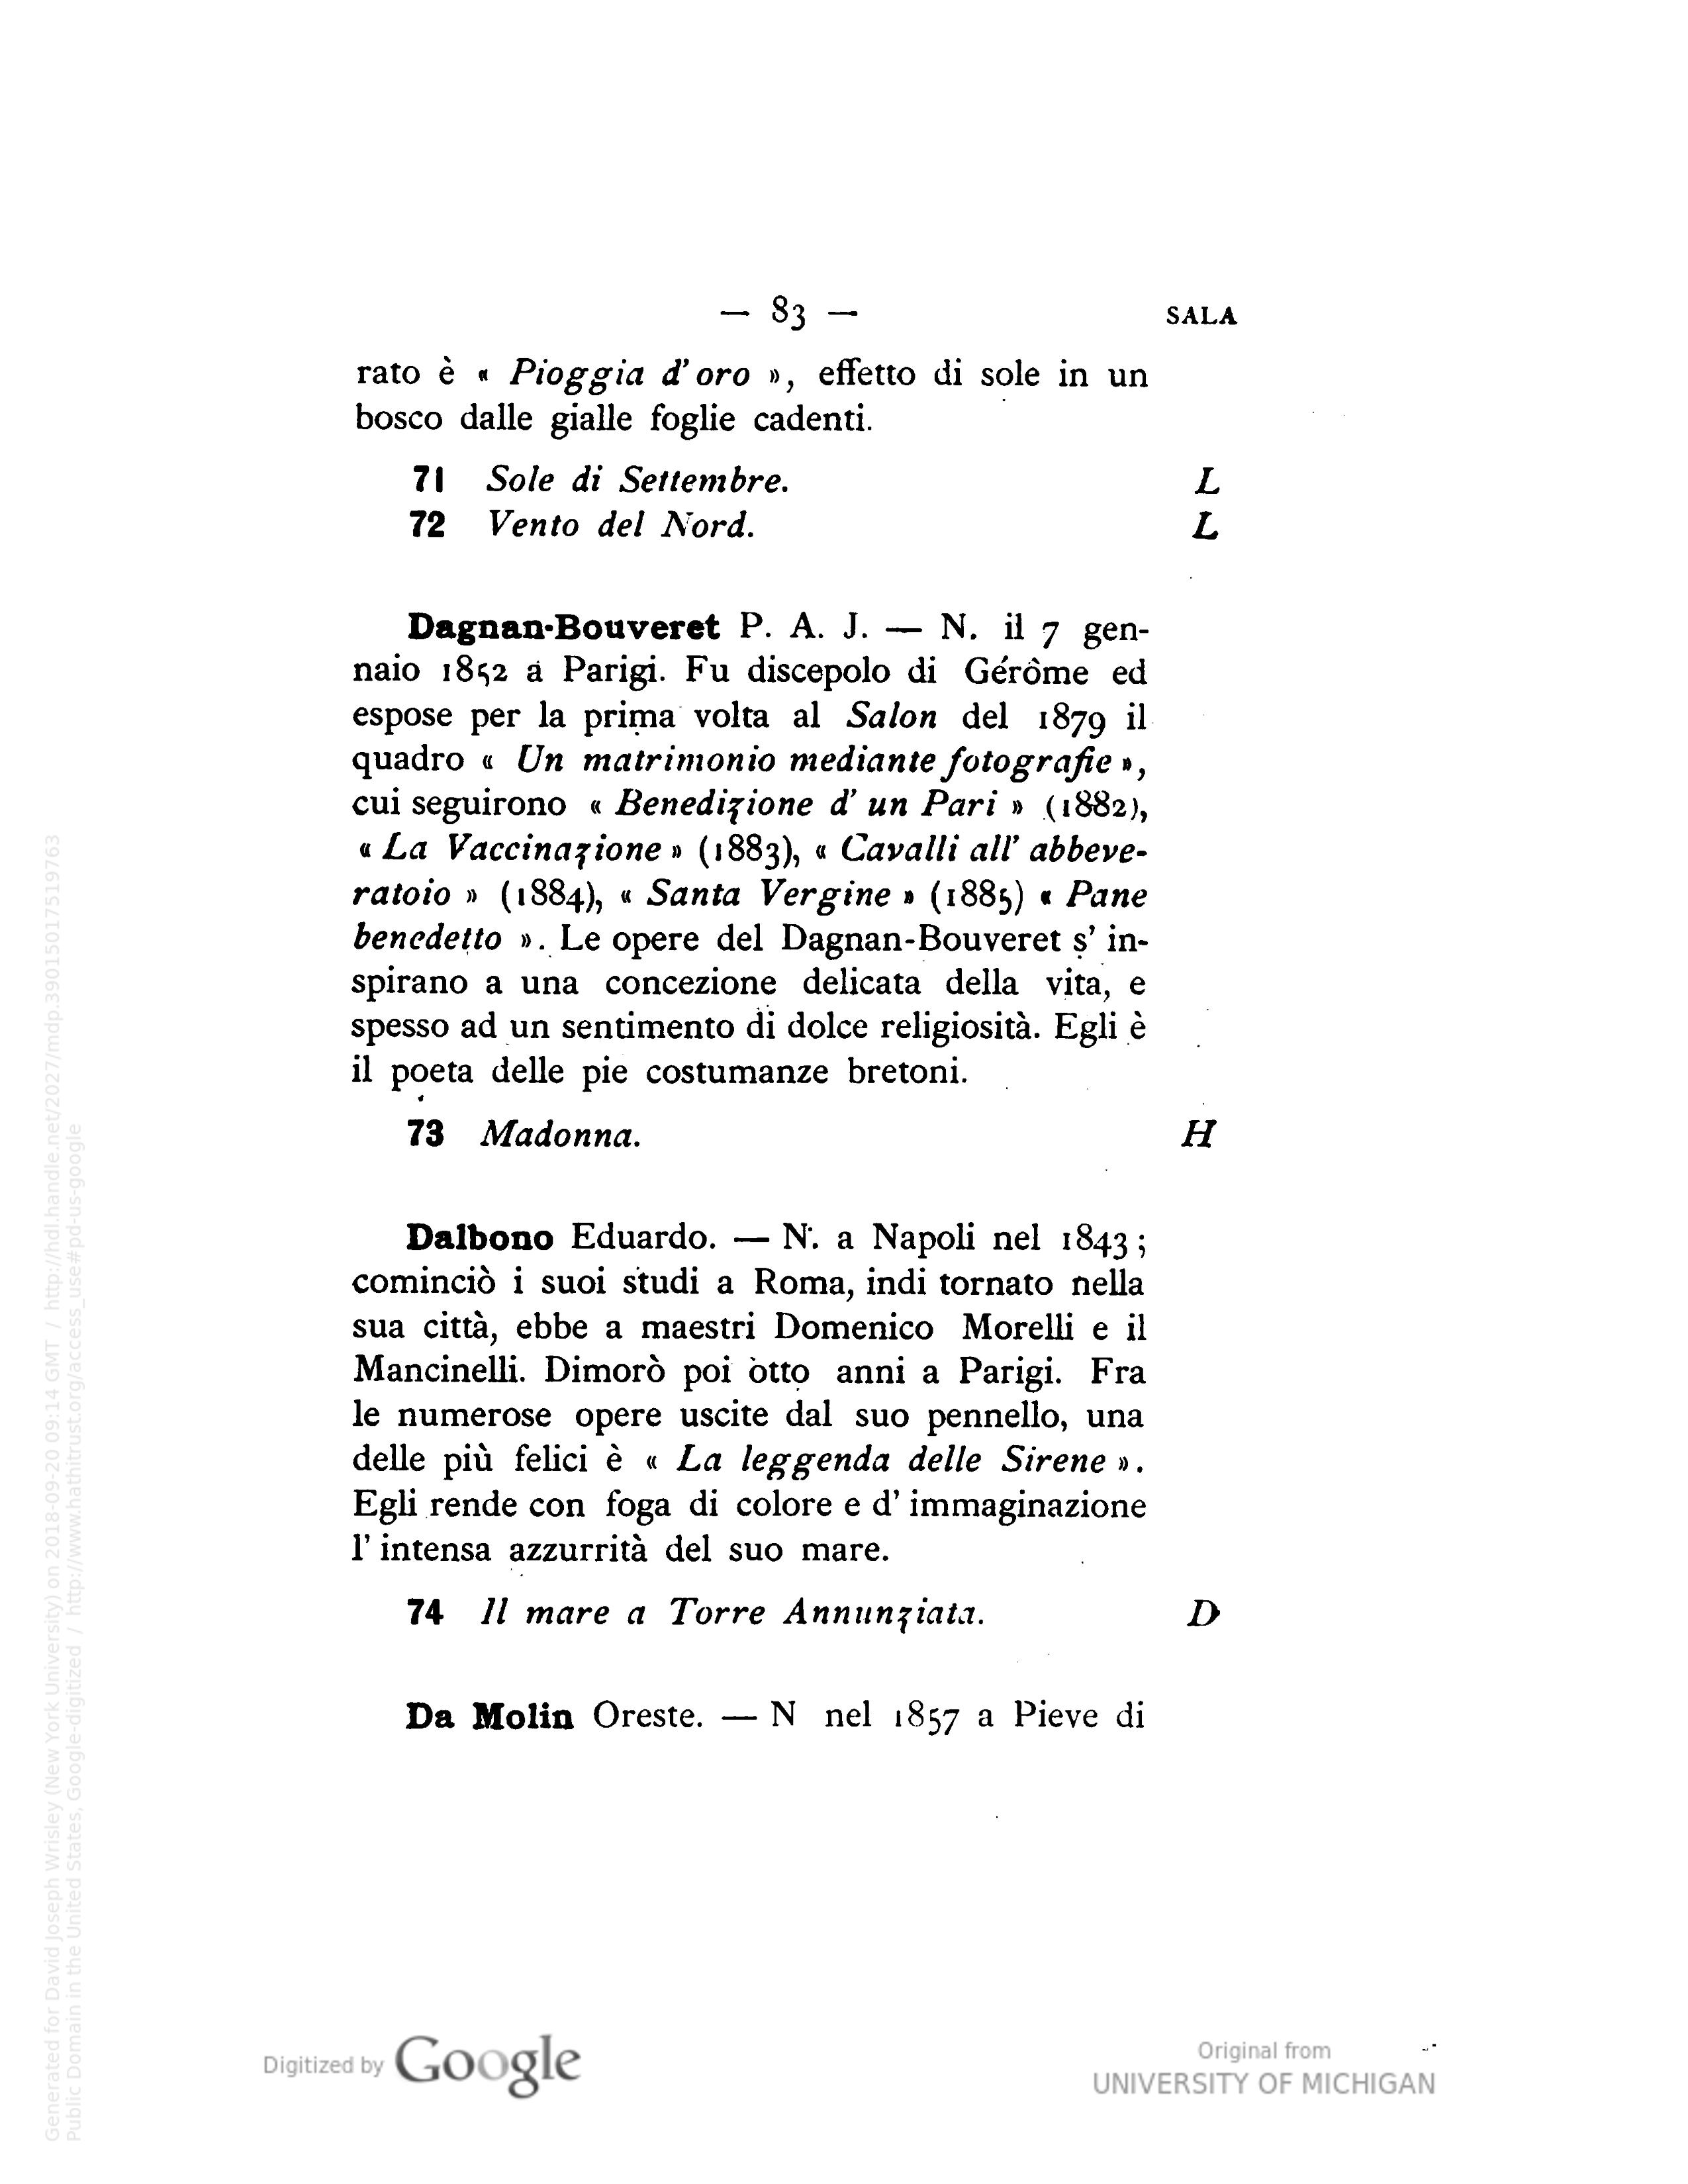 — 83 —
SALA
rato è « Pioggia d' oro », effetto di sole in un
bosco dalle gialle foglie cadenti.
71 Sole di Settembre. L
72 Vento del Nord. L
Dagnan-Bouveret P. A. J. — N. il 7 gen-
naio 1852 a Parigi. Fu discepolo di Gérôme ed
espose per la prima volta al Salon del 1879 il
quadro « Un matrimonio mediante fotografie »,
cui seguirono « Benedizione d' un Pari » (1882),
« La Vaccinazione » (1883), « Cavalli all' abbeve-
ratoio » (1884), « Santa Vergine » (1885) « Pane
benedetto ». Le opere del Dagnan-Bouveret s' in-
spirano a una concezione delicata della vita, e
spesso ad un sentimento di dolce religiosità. Egli è
il poeta delle pie costumanze bretoni.
73 Madonna. H
Dalbono Eduardo. — N. a Napoli nel 1843 ;
cominciò i suoi studi a Roma, indi tornato nella
sua città, ebbe a maestri Domenico Morelli e il
Mancinelli. Dimorò poi otto anni a Parigi. Fra
le numerose opere uscite dal suo pennello, una
delle più felici è « La leggenda delle Sirene ».
Egli rende con foga di colore e d' immaginazione
l' intensa azzurrità del suo mare.
74 Il mare a Torre Annunziata. D
Da Molin Oreste. — N nel 1857 a Pieve di
Generated for David Joseph Wrisley (New York University) on 2018-09-20 09:14 GMT / http://hdl.handle.net/2027/mdp.39015017519763
Public Domain in the United States, Google-digitized / http://www.hathitrust.org/access_use#pd-us-google
Digitized by Google
Original from
UNIVERSITY OF MICHIGAN